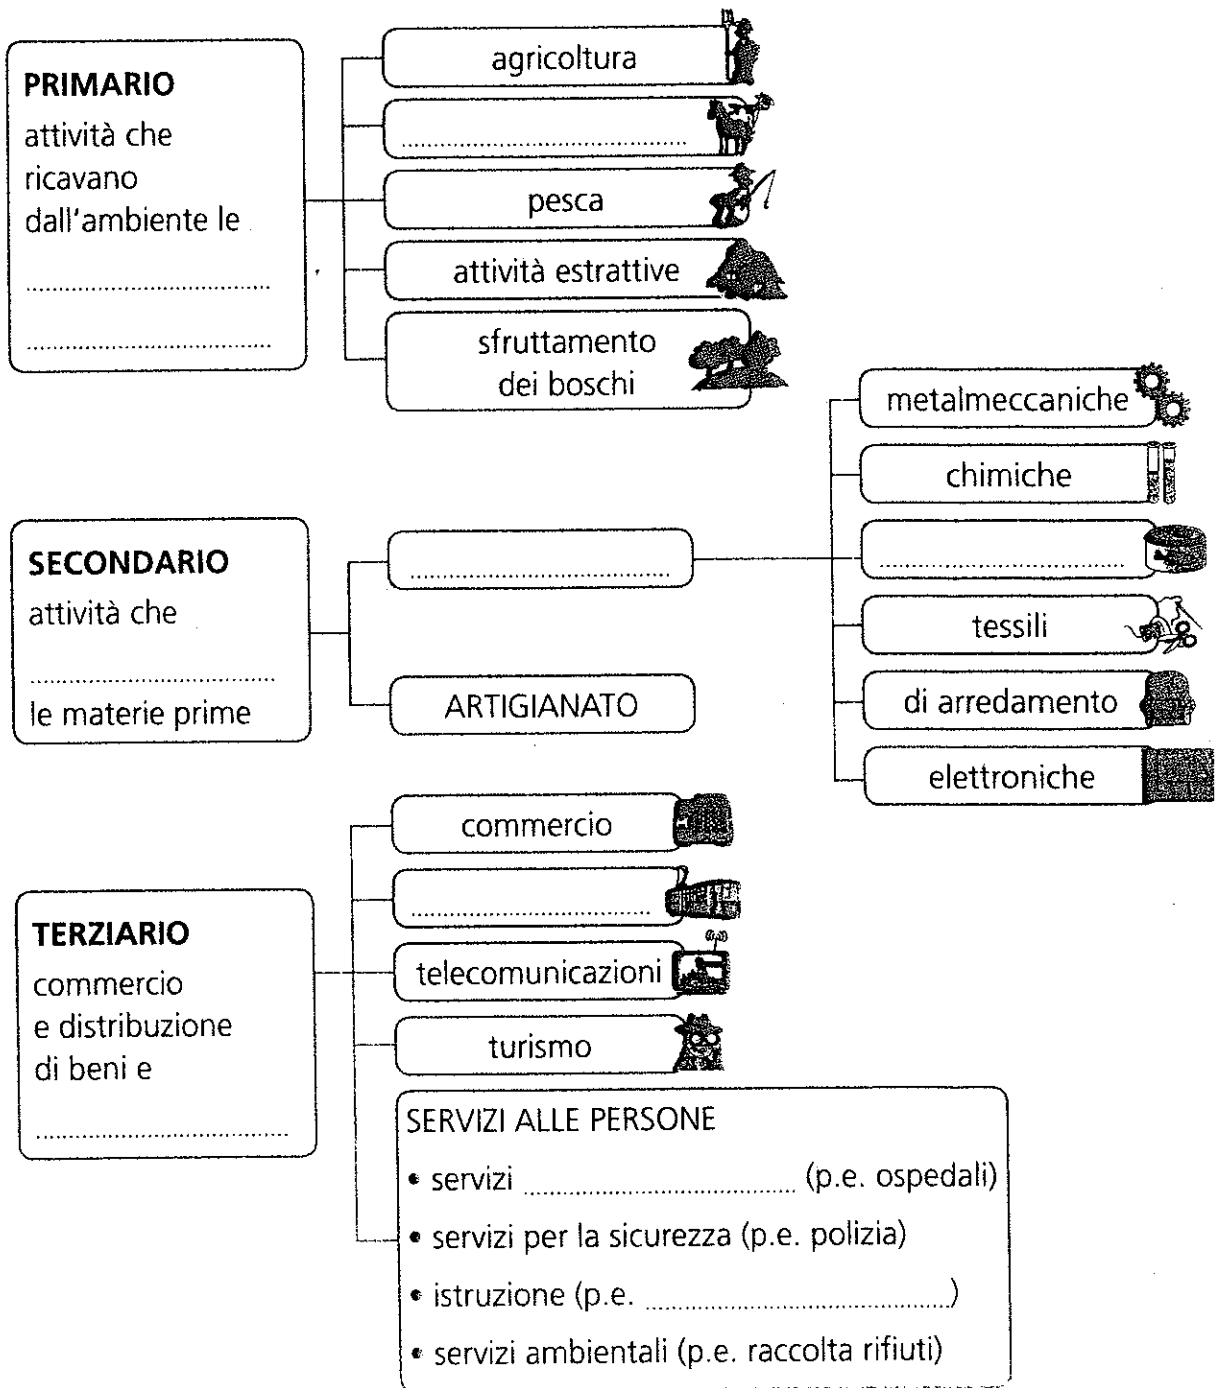 PRIMARIO
attività che
ricavano
dall'ambiente le
........................................
........................................
agricoltura
........................................
pesca
attività estrattive
sfruttamento
dei boschi
SECONDARIO
attività che
........................................
le materie prime
........................................
ARTIGIANATO
metalmeccaniche
chimiche
........................................
tessili
di arredamento
elettroniche
TERZIARIO
commercio
e distribuzione
di beni e
........................................
commercio
........................................
telecomunicazioni
turismo
SERVIZI ALLE PERSONE
• servizi ........................................ (p.e. ospedali)
• servizi per la sicurezza (p.e. polizia)
• istruzione (p.e. ........................................)
• servizi ambientali (p.e. raccolta rifiuti)